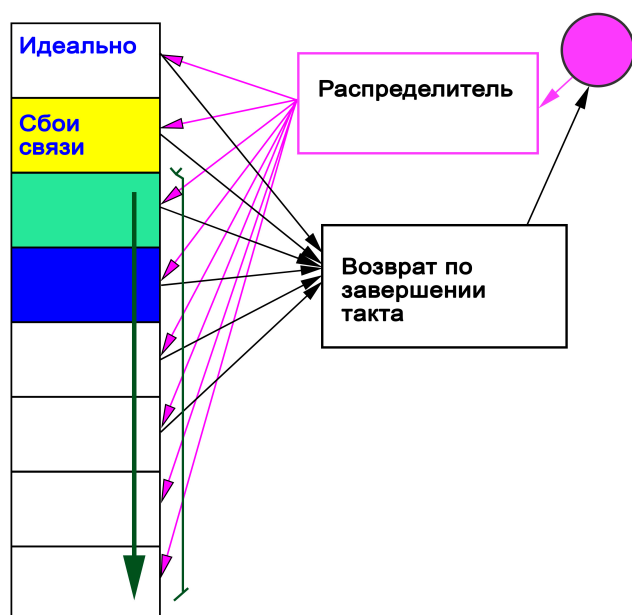 Идеально
Сбои
связи
Распределитель
Возврат по
завершении
такта